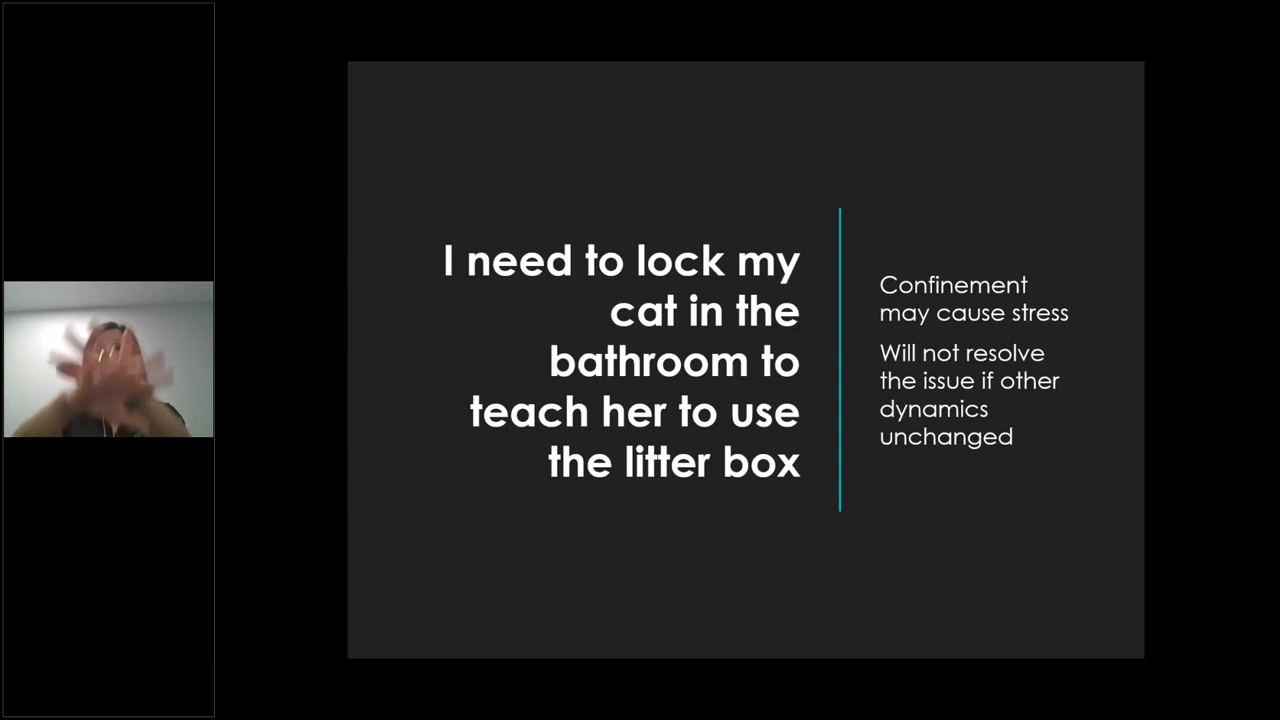 I need to lock my
cat in the
bathroom to
teach her to use
the litter box
Confinement
may cause stress
Will not resolve
the issue if other
dynamics
unchanged